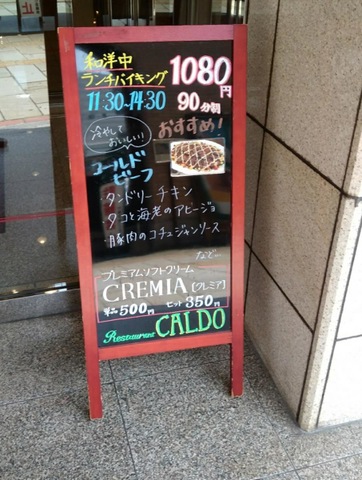 和洋中
ランチバイキング 1080円
11:30~14:30 90分制
冷やして
おいしい! おすすめ!
コールド
ビーフ
・タンドリーチキン
・タコと海老のアヒージョ
・豚肉のコチュジャンソース
など…
プレミアムソフトクリーム
CREMIA [クレミア]
単品500円 セット350円
Restaurant CALDO